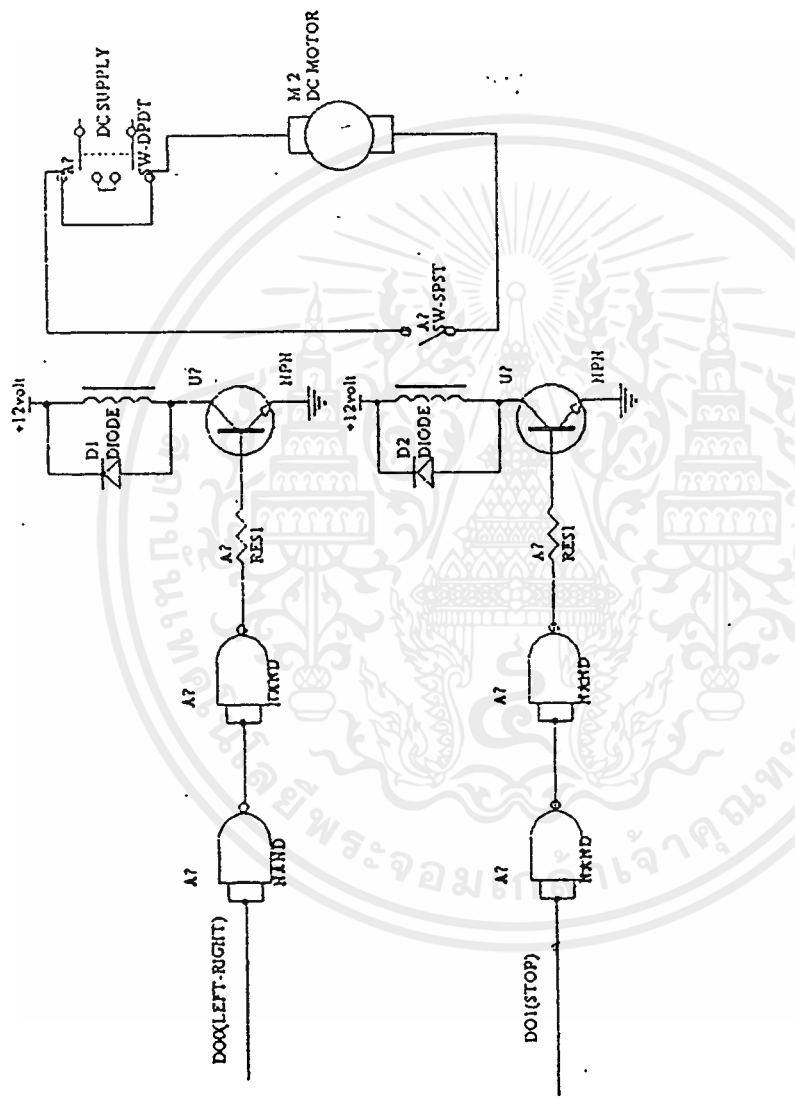 DC SUPPLY
A?
SW-DPDT
M 2
DC MOTOR
A?
SW-SPST
+12volt
D1
DIODE
U?
NPN
A?
RES1
A?
NAND
A?
NAND
DO0(LEFT-RIGHT)
+12volt
D2
DIODE
U?
NPN
A?
RES1
A?
NAND
A?
NAND
DO1(STOP)